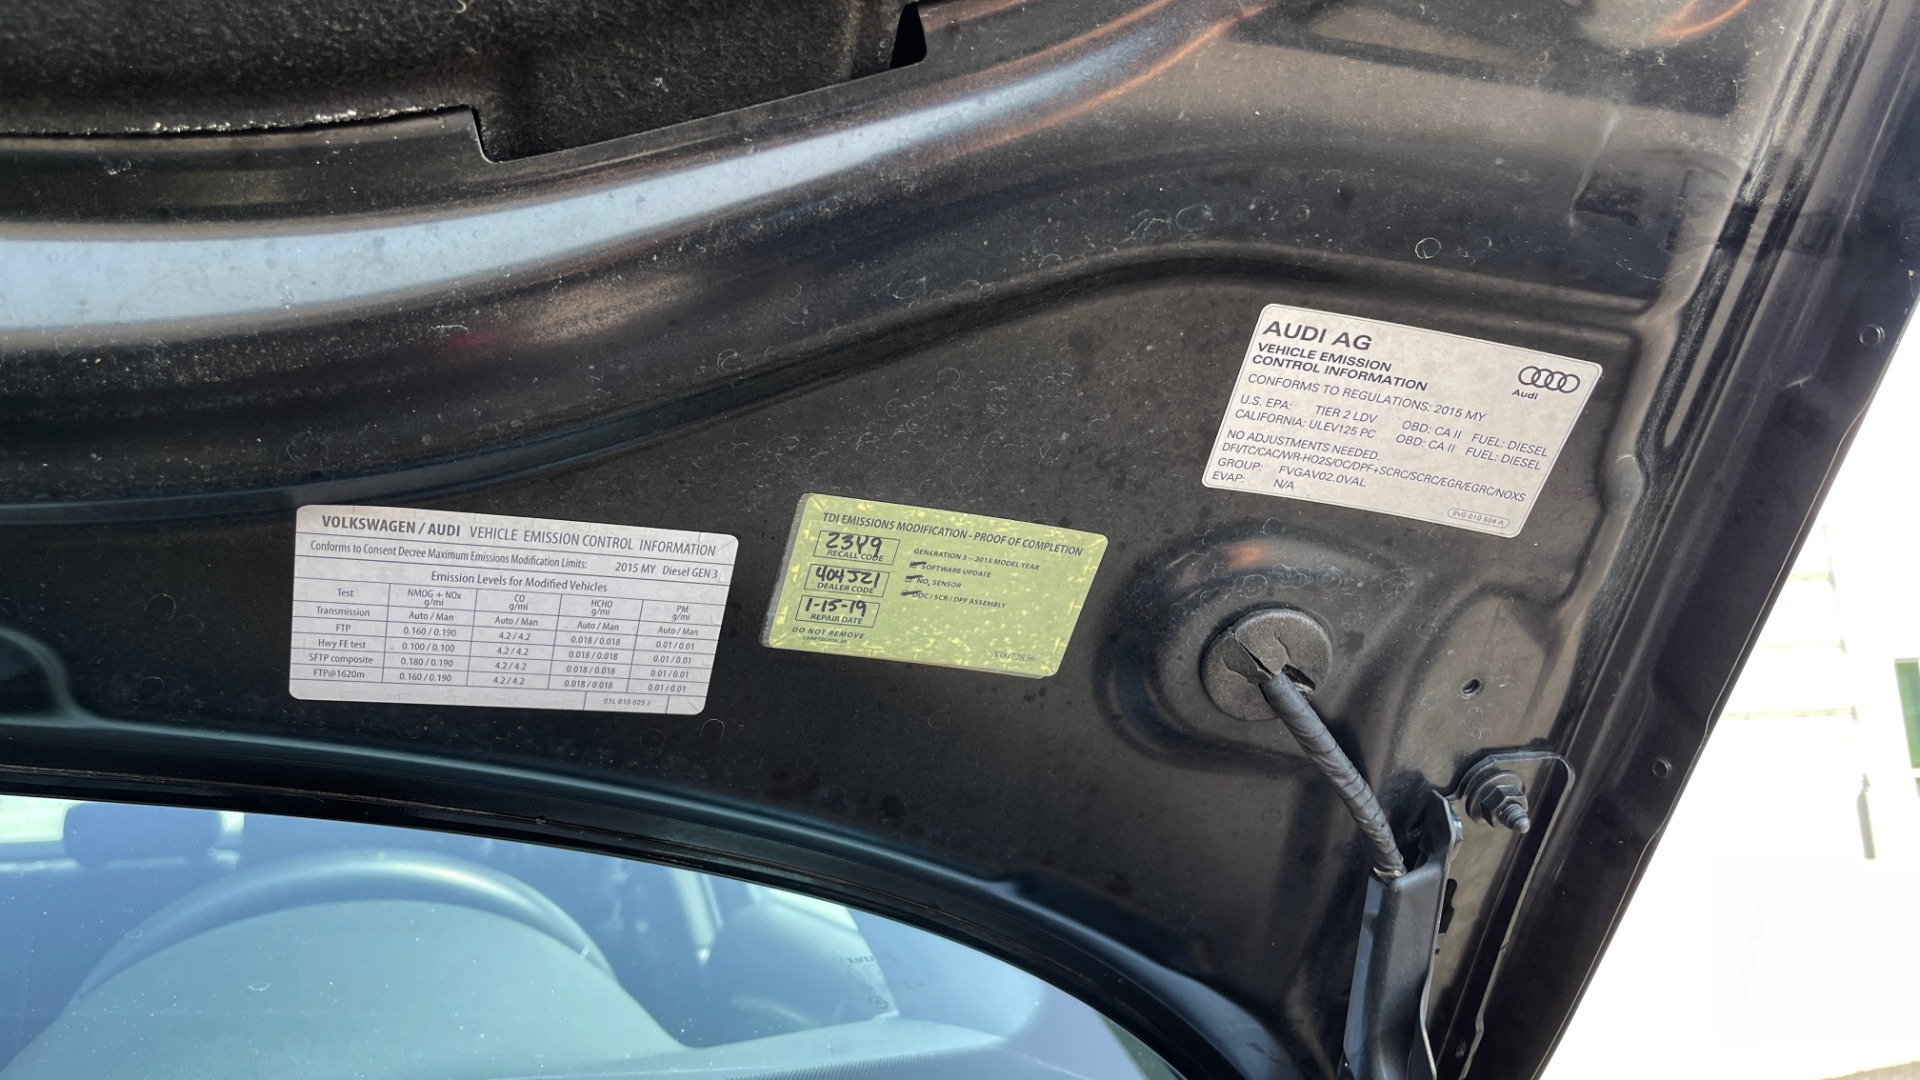 VOLKSWAGEN / AUDI VEHICLE EMISSION CONTROL INFORMATION
Conforms to Consent Decree Maximum Emissions Modification Limits: 2015 MY Diesel GEN 3
Emission Levels for Modified Vehicles
Test NMOG + NOx g/mi CO g/mi HCHO g/mi PM g/mi
Transmission Auto / Man Auto / Man Auto / Man Auto / Man
FTP 0.160 / 0.190 4.2 / 4.2 0.018 / 0.018 0.01 / 0.01
Hwy FE test 0.100 / 0.100 4.2 / 4.2 0.018 / 0.018 0.01 / 0.01
SFTP composite 0.180 / 0.190 4.2 / 4.2 0.018 / 0.018 0.01 / 0.01
FTP@1620m 0.160 / 0.190 4.2 / 4.2 0.018 / 0.018 0.01 / 0.01
TDI EMISSIONS MODIFICATION - PROOF OF COMPLETION
23Y9
RECALL CODE
404J21
DEALER CODE
1-15-19
REPAIR DATE
DO NOT REMOVE
GENERATION 3 - 2015 MODEL YEAR
SOFTWARE UPDATE
NOx SENSOR
DOC / SCR / DPF ASSEMBLY
Y0072836
AUDI AG
VEHICLE EMISSION
CONTROL INFORMATION
Audi
CONFORMS TO REGULATIONS: 2015 MY
U.S. EPA: TIER 2 LDV OBD: CA II FUEL: DIESEL
CALIFORNIA: ULEV125 PC OBD: CA II FUEL: DIESEL
NO ADJUSTMENTS NEEDED.
DFI/TC/CAC/WR-HO2S/OC/DPF+SCRC/SCRC/EGR/EGRC/NOXS
GROUP: FVGAV02.0VAL
EVAP: N/A
8V0 010 504 A